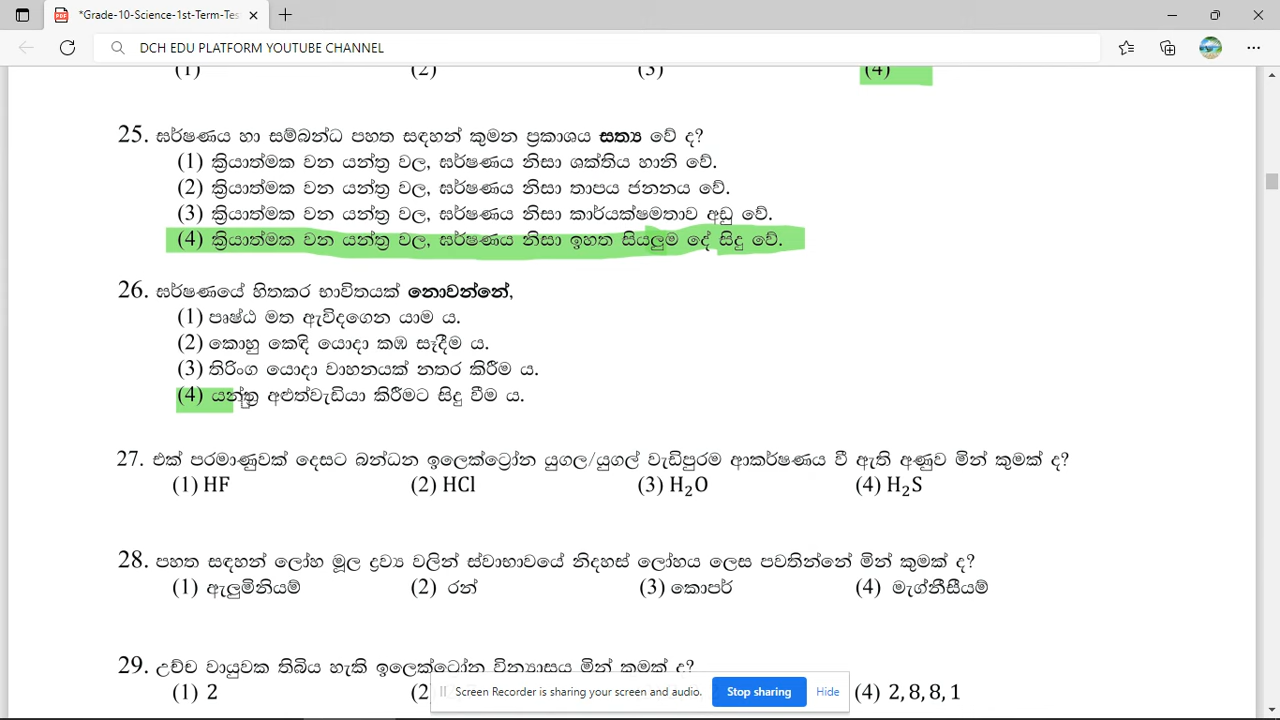 *Grade-10-Science-1st-Term-Tes
DCH EDU PLATFORM YOUTUBE CHANNEL
(1) (2) (3) (4)
25. ඝර්ෂණය හා සම්බන්ධ පහත සඳහන් කුමන ප්‍රකාශය සත්‍ය වේ ද?
(1) ක්‍රියාත්මක වන යන්ත්‍ර වල, ඝර්ෂණය නිසා ශක්තිය හානි වේ.
(2) ක්‍රියාත්මක වන යන්ත්‍ර වල, ඝර්ෂණය නිසා තාපය ජනනය වේ.
(3) ක්‍රියාත්මක වන යන්ත්‍ර වල, ඝර්ෂණය නිසා කාර්යක්ෂමතාව අඩු වේ.
(4) ක්‍රියාත්මක වන යන්ත්‍ර වල, ඝර්ෂණය නිසා ඉහත සියලුම දේ සිදු වේ.
26. ඝර්ෂණයේ හිතකර භාවිතයක් නොවන්නේ,
(1) පෘෂ්ඨ මත ඇවිදගෙන යාම ය.
(2) කොහු කෙඳි යොදා කඹ සෑදීම ය.
(3) තිරිංග යොදා වාහනයක් නතර කිරීම ය.
(4) යන්ත්‍ර අළුත්වැඩියා කිරීමට සිදු වීම ය.
27. එක් පරමාණුවක් දෙසට බන්ධන ඉලෙක්ට්‍රෝන යුගල/යුගල් වැඩිපුරම ආකර්ෂණය වී ඇති අණුව මින් කුමක් ද?
(1) HF (2) HCl (3) H₂O (4) H₂S
28. පහත සඳහන් ලෝහ මූල ද්‍රව්‍ය වලින් ස්වාභාවයේ නිදහස් ලෝහය ලෙස පවතින්නේ මින් කුමක් ද?
(1) ඇලුමිනියම් (2) රන් (3) කොපර් (4) මැග්නීසීයම්
29. උච්ච වායුවක තිබිය හැකි ඉලෙක්ට්‍රෝන වින්‍යාසය මින් කුමක් ද?
(1) 2 (2) (4) 2, 8, 8, 1
Screen Recorder is sharing your screen and audio. Stop sharing Hide